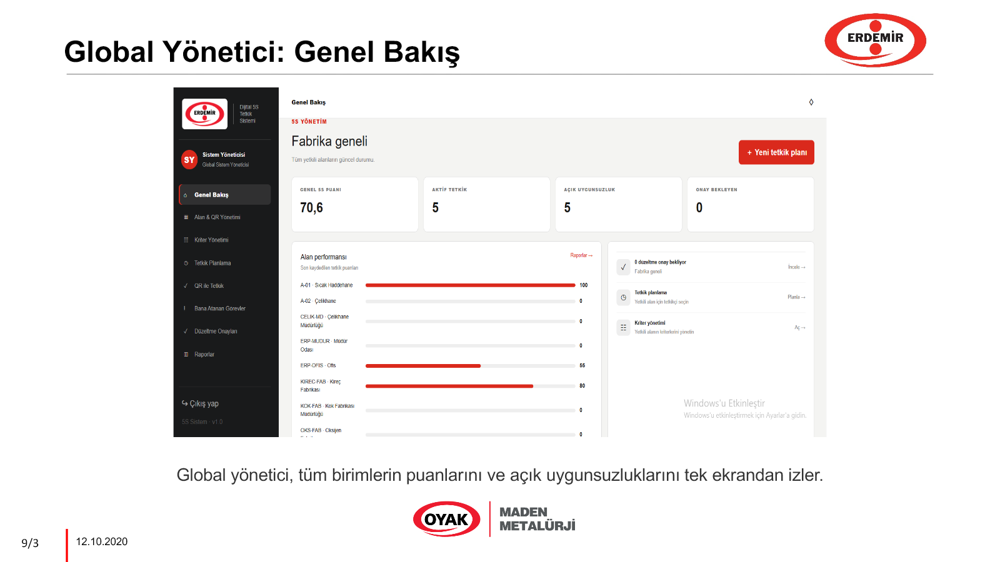 Global Yönetici: Genel Bakış
ERDEMİR
ERDEMİR
Dijital 5S
Tetkik
Sistemi
SY
Sistem Yöneticisi
Global Sistem Yöneticisi
Genel Bakış
Alan & QR Yönetimi
Kriter Yönetimi
Tetkik Planlama
QR ile Tetkik
Bana Atanan Görevler
Düzeltme Onayları
Raporlar
Çıkış yap
5S Sistem · v1.0
Genel Bakış
5S YÖNETİM
Fabrika geneli
Tüm yetkili alanların güncel durumu.
+ Yeni tetkik planı
GENEL 5S PUANI
70,6
AKTİF TETKİK
5
AÇIK UYGUNSUZLUK
5
ONAY BEKLEYEN
0
Alan performansı
Raporlar →
Son kaydedilen tetkik puanları
A-01 · Sıcak Haddehane 100
A-02 · Çelikhane 0
CELIK-MD · Çelikhane
Müdürlüğü 0
ERP-MUDUR · Müdür
Odası 0
ERP-OFIS · Ofis 55
KIREC-FAB · Kireç
Fabrikası 80
KOK-FAB · Kok Fabrikası
Müdürlüğü 0
OKS-FAB · Oksijen 0
0 düzeltme onay bekliyor
Fabrika geneli
İncele →
Tetkik planlama
Yetkili alan için tetkikçi seçin
Planla →
Kriter yönetimi
Yetkili alanın kriterlerini yönetin
Aç →
Windows'u Etkinleştir
Windows'u etkinleştirmek için Ayarlar'a gidin.
Global yönetici, tüm birimlerin puanlarını ve açık uygunsuzluklarını tek ekrandan izler.
OYAK
MADEN
METALÜRJİ
9/3
12.10.2020